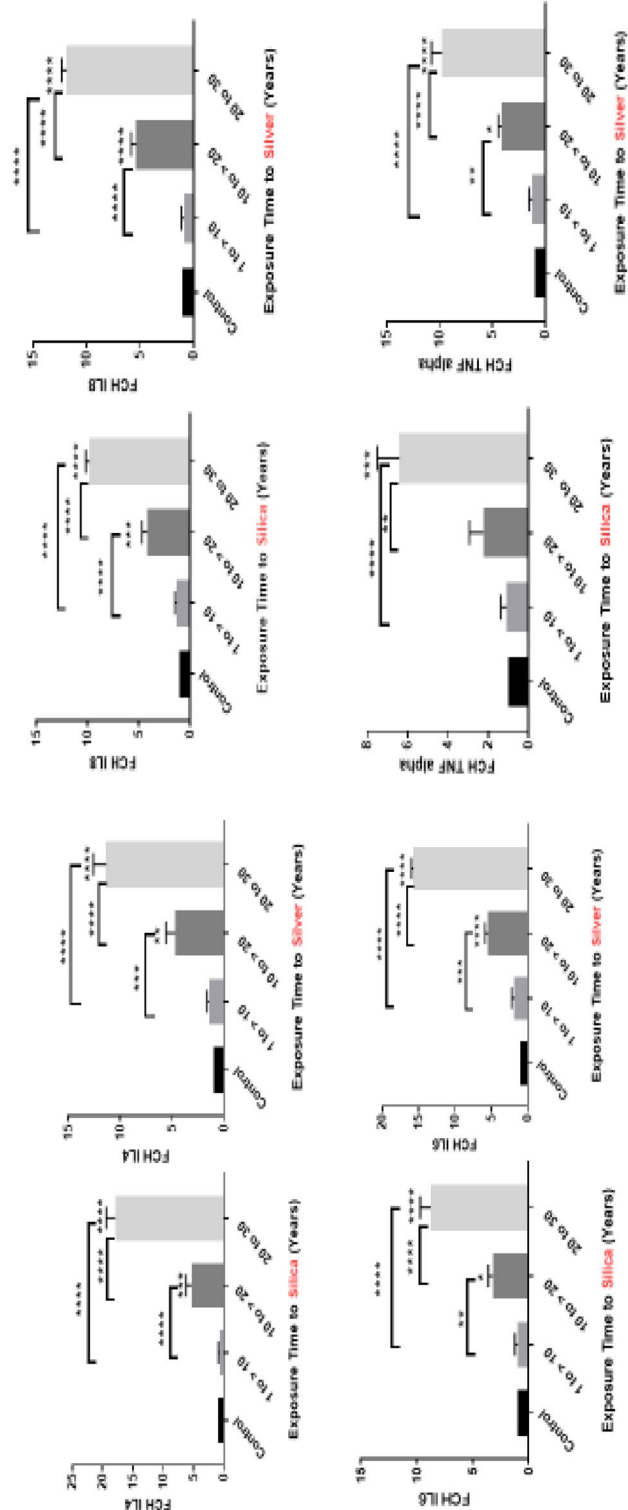 FCH IL4
25
20
15
10
5
0
****
****
****
****
***
Control
1 to > 10
10 to > 20
20 to 30
Exposure Time to Silica (Years)
FCH IL4
15
10
5
0
****
****
****
***
**
Control
1 to > 10
10 to > 20
20 to 30
Exposure Time to Silver (Years)
FCH IL8
15
10
5
0
****
****
****
****
***
Control
1 to > 10
10 to > 20
20 to 30
Exposure Time to Silica (Years)
FCH IL8
15
10
5
0
****
****
****
****
****
Control
1 to > 10
10 to > 20
20 to 30
Exposure Time to Silver (Years)
FCH IL6
15
10
5
0
****
****
****
**
*
Control
1 to > 10
10 to > 20
20 to 30
Exposure Time to Silica (Years)
FCH IL6
20
15
10
5
0
****
****
****
***
****
Control
1 to > 10
10 to > 20
20 to 30
Exposure Time to Silver (Years)
FCH TNF alpha
8
6
4
2
0
****
**
****
Control
1 to > 10
10 to > 20
20 to 30
Exposure Time to Silica (Years)
FCH TNF alpha
15
10
5
0
****
****
****
**
*
Control
1 to > 10
10 to > 20
20 to 30
Exposure Time to Silver (Years)